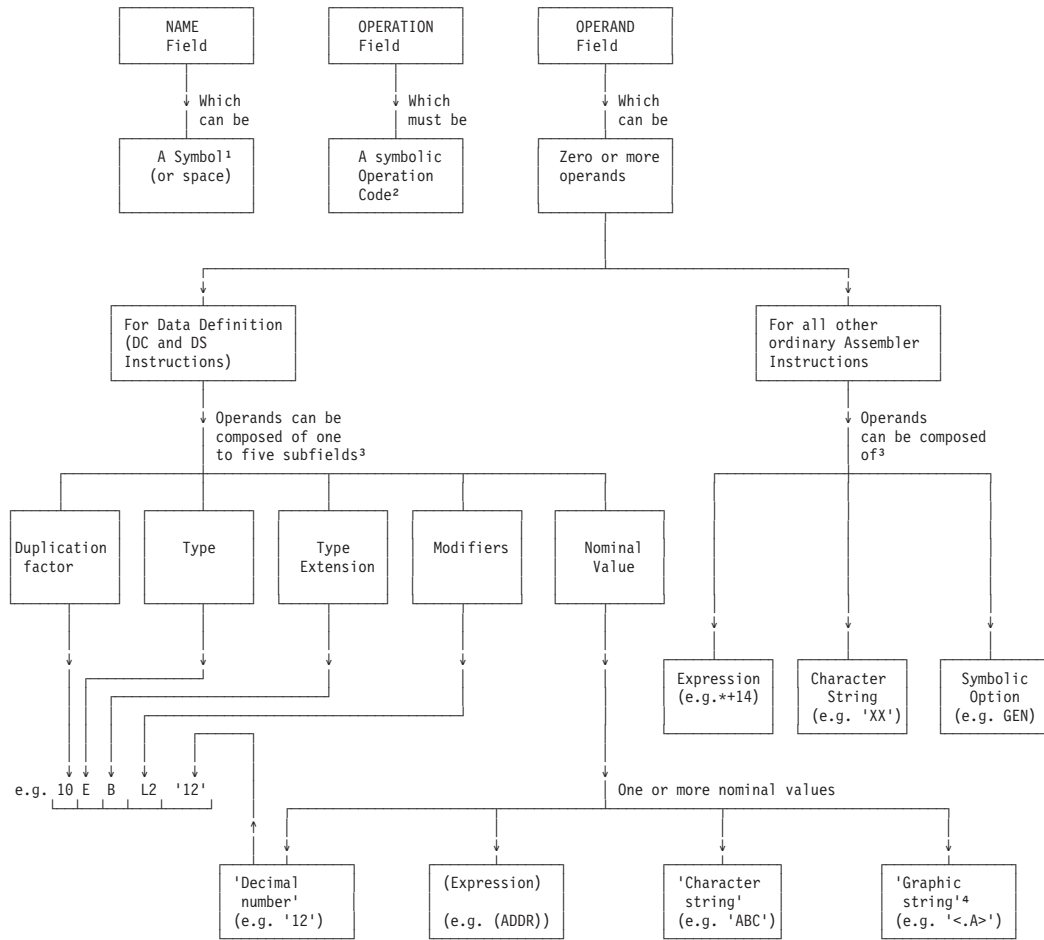 NAME
Field
OPERATION
Field
OPERAND
Field
Which
can be
Which
must be
Which
can be
A Symbol¹
(or space)
A symbolic
Operation
Code²
Zero or more
operands
For Data Definition
(DC and DS
Instructions)
For all other
ordinary Assembler
Instructions
Operands can be
composed of one
to five subfields³
Operands
can be composed
of³
Duplication
factor
Type
Type
Extension
Modifiers
Nominal
Value
Expression
(e.g.*+14)
Character
String
(e.g. 'XX')
Symbolic
Option
(e.g. GEN)
e.g. 10 E B L2 '12'
One or more nominal values
'Decimal
number'
(e.g. '12')
(Expression)
(e.g. (ADDR))
'Character
string'
(e.g. 'ABC')
'Graphic
string'⁴
(e.g. '<.A>')